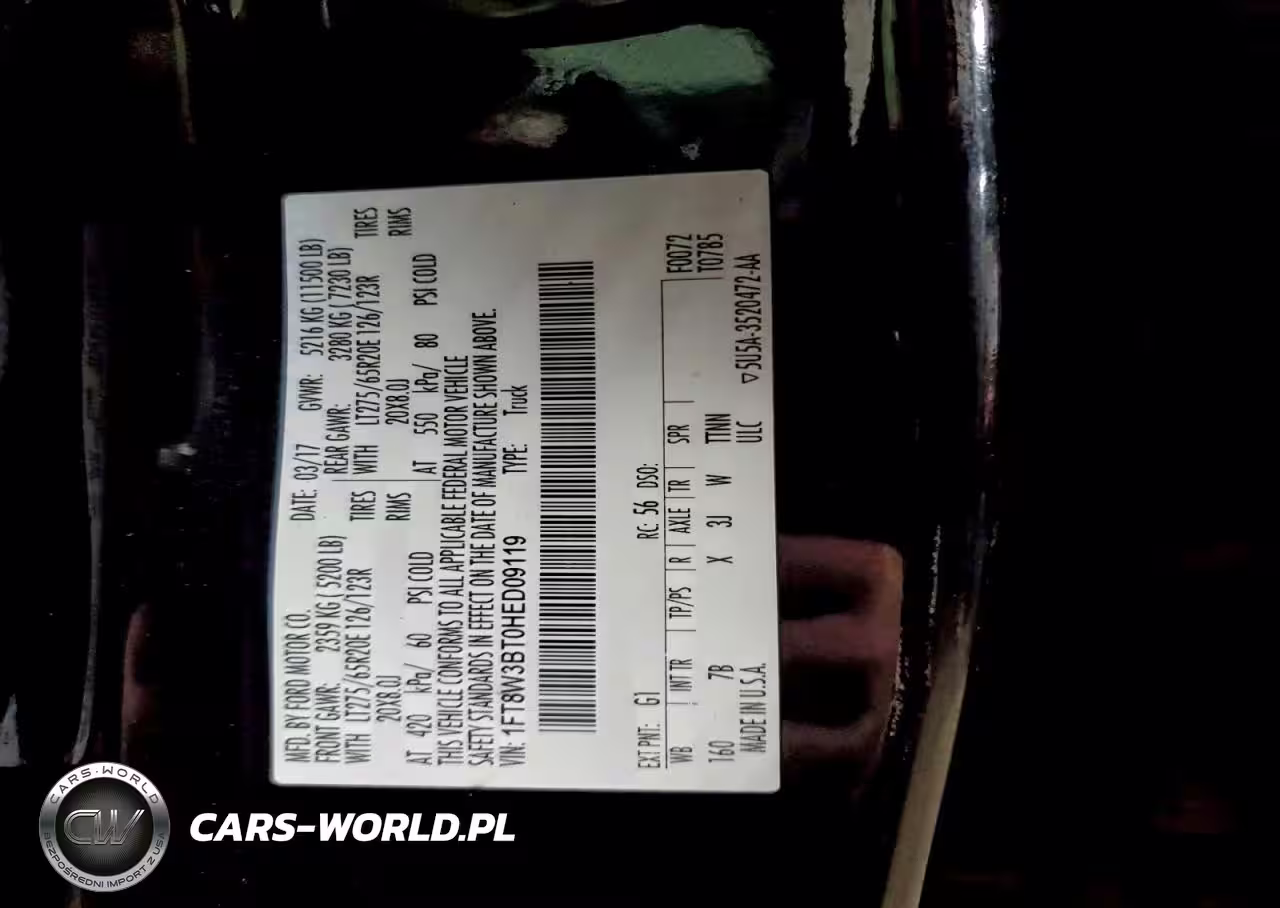 MFD. BY FORD MOTOR CO.
DATE: 03/17 GVWR: 5216 KG (11500 LB)
FRONT GAWR: 2359 KG (5200 LB)
REAR GAWR: 3280 KG (7230 LB)
WITH LT275/65R20E 126/123R TIRES
WITH LT275/65R20E 126/123R TIRES
20X8.0J RIMS
20X8.0J RIMS
AT 420 kPa/ 60 PSI COLD
AT 550 kPa/ 80 PSI COLD
THIS VEHICLE CONFORMS TO ALL APPLICABLE FEDERAL MOTOR VEHICLE
SAFETY STANDARDS IN EFFECT ON THE DATE OF MANUFACTURE SHOWN ABOVE.
VIN: 1FT8W3BT0HED09119 TYPE: Truck
EXT PNT: G1 RC: 56 DSO:
WB INT TR TP/PS R AXLE TR SPR F0072
T0785
160 7B X 3J W TTNN
MADE IN U.S.A. ULC ▽5U5A-3520472-AA
CARS-WORLD
CW
BEZPOŚREDNI IMPORT Z USA
CARS-WORLD.PL